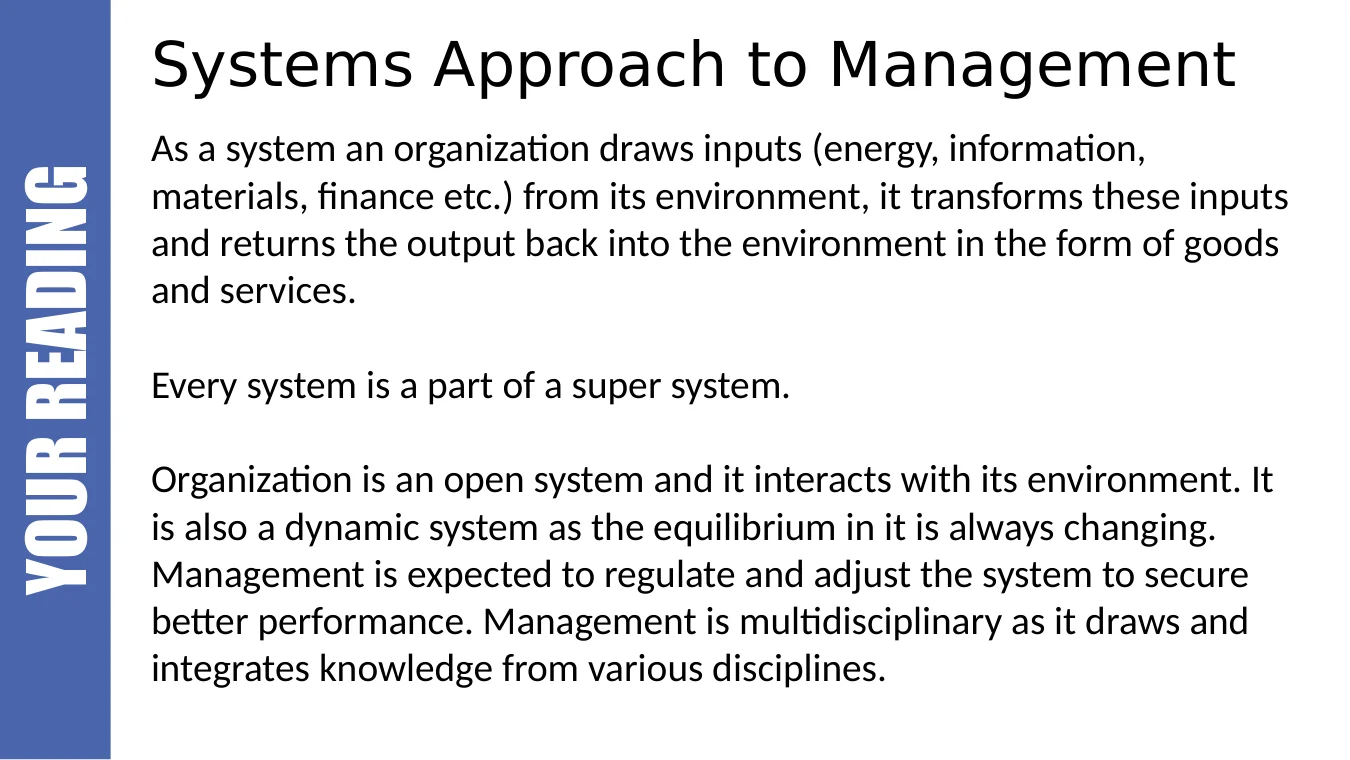 Systems Approach to Management
As a system an organization draws inputs (energy, information,
materials, finance etc.) from its environment, it transforms these inputs
and returns the output back into the environment in the form of goods
and services.
Every system is a part of a super system.
Organization is an open system and it interacts with its environment. It
is also a dynamic system as the equilibrium in it is always changing.
Management is expected to regulate and adjust the system to secure
better performance. Management is multidisciplinary as it draws and
integrates knowledge from various disciplines.
YOUR READING